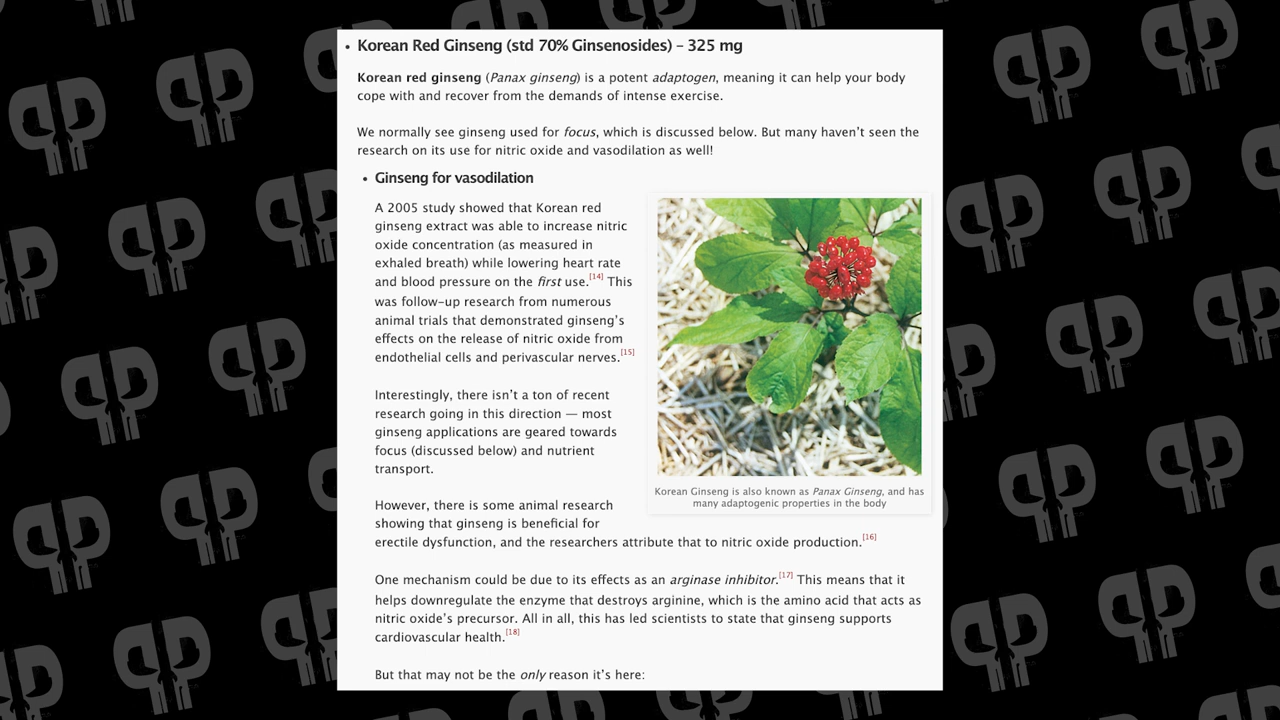 • Korean Red Ginseng (std 70% Ginsenosides) – 325 mg
Korean red ginseng (Panax ginseng) is a potent adaptogen, meaning it can help your body
cope with and recover from the demands of intense exercise.
We normally see ginseng used for focus, which is discussed below. But many haven't seen the
research on its use for nitric oxide and vasodilation as well!
• Ginseng for vasodilation
A 2005 study showed that Korean red
ginseng extract was able to increase nitric
oxide concentration (as measured in
exhaled breath) while lowering heart rate
and blood pressure on the first use.[14] This
was follow-up research from numerous
animal trials that demonstrated ginseng's
effects on the release of nitric oxide from
endothelial cells and perivascular nerves.[15]
Interestingly, there isn't a ton of recent
research going in this direction — most
ginseng applications are geared towards
focus (discussed below) and nutrient
transport.
Korean Ginseng is also known as Panax Ginseng, and has
many adaptogenic properties in the body
However, there is some animal research
showing that ginseng is beneficial for
erectile dysfunction, and the researchers attribute that to nitric oxide production.[16]
One mechanism could be due to its effects as an arginase inhibitor.[17] This means that it
helps downregulate the enzyme that destroys arginine, which is the amino acid that acts as
nitric oxide's precursor. All in all, this has led scientists to state that ginseng supports
cardiovascular health.[18]
But that may not be the only reason it's here: